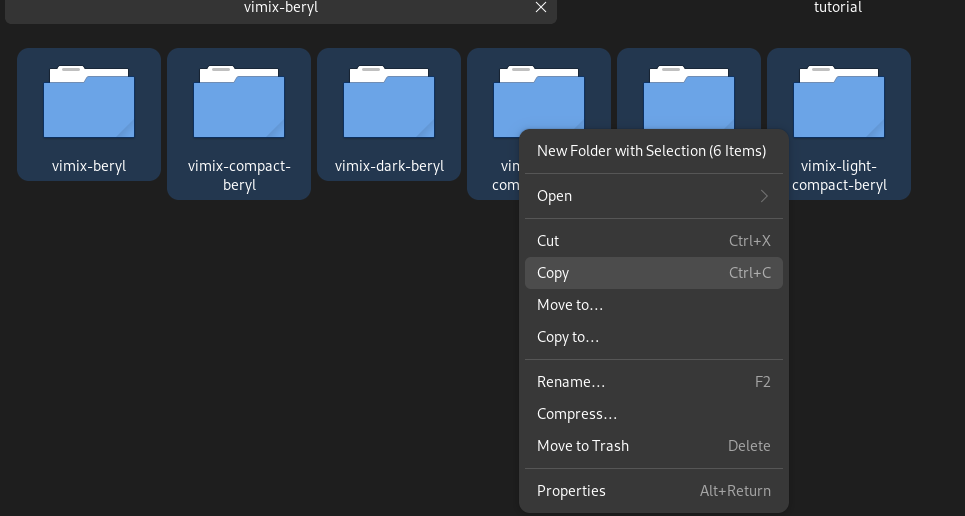 vimix-beryl
tutorial
vimix-beryl
vimix-compact-
beryl
vimix-dark-beryl
vimix-light-
compact-beryl
New Folder with Selection (6 Items)
Open
Cut Ctrl+X
Copy Ctrl+C
Move to...
Copy to...
Rename... F2
Compress...
Move to Trash Delete
Properties Alt+Return